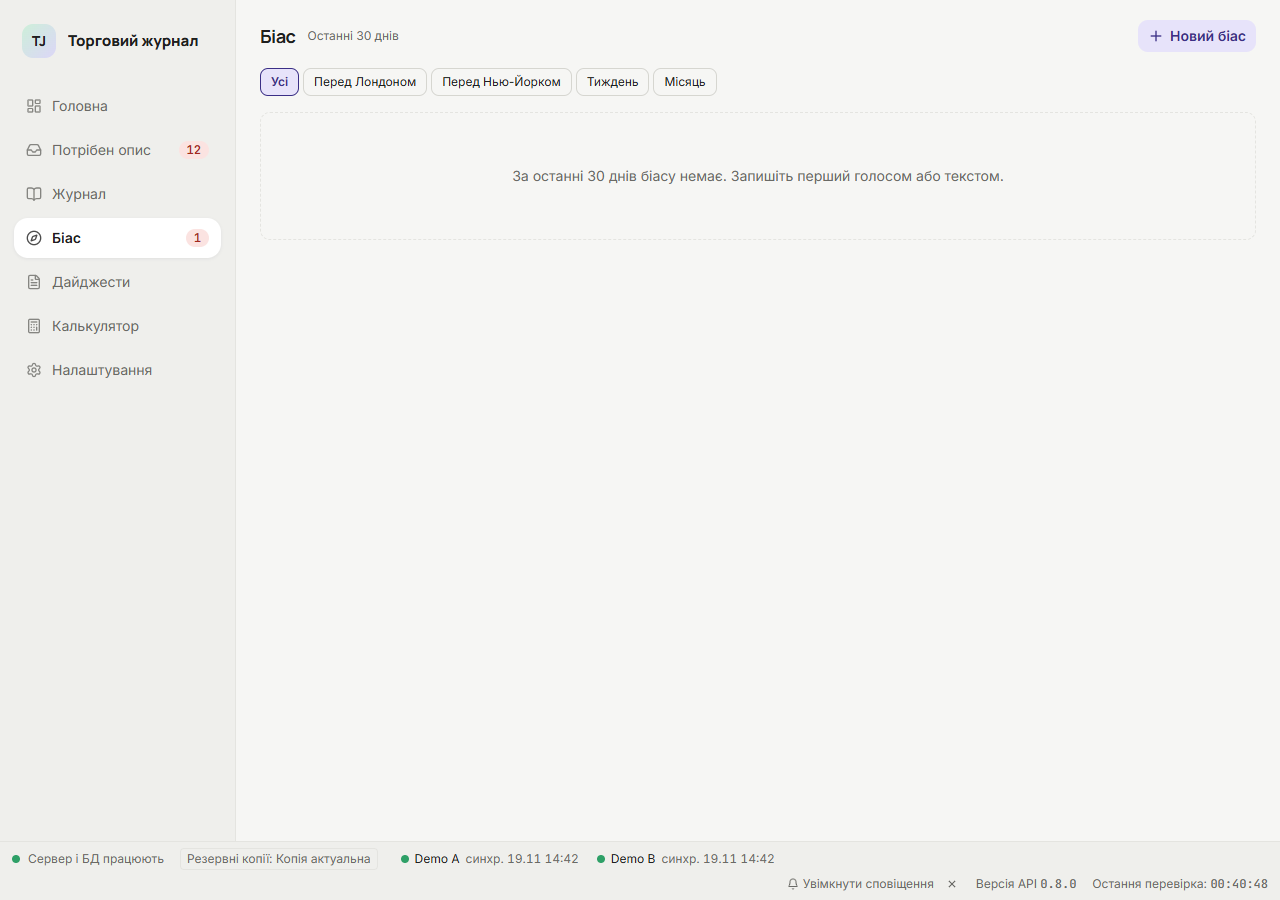 TJ Торговий журнал
Головна
Потрібен опис 12
Журнал
Біас 1
Дайджести
Калькулятор
Налаштування
Біас Останні 30 днів
+ Новий біас
Усі Перед Лондоном Перед Нью-Йорком Тиждень Місяць
За останні 30 днів біасу немає. Запишіть перший голосом або текстом.
Сервер і БД працюють Резервні копії: Копія актуальна Demo A синхр. 19.11 14:42 Demo B синхр. 19.11 14:42
Увімкнути сповіщення × Версія API 0.8.0 Остання перевірка: 00:40:48